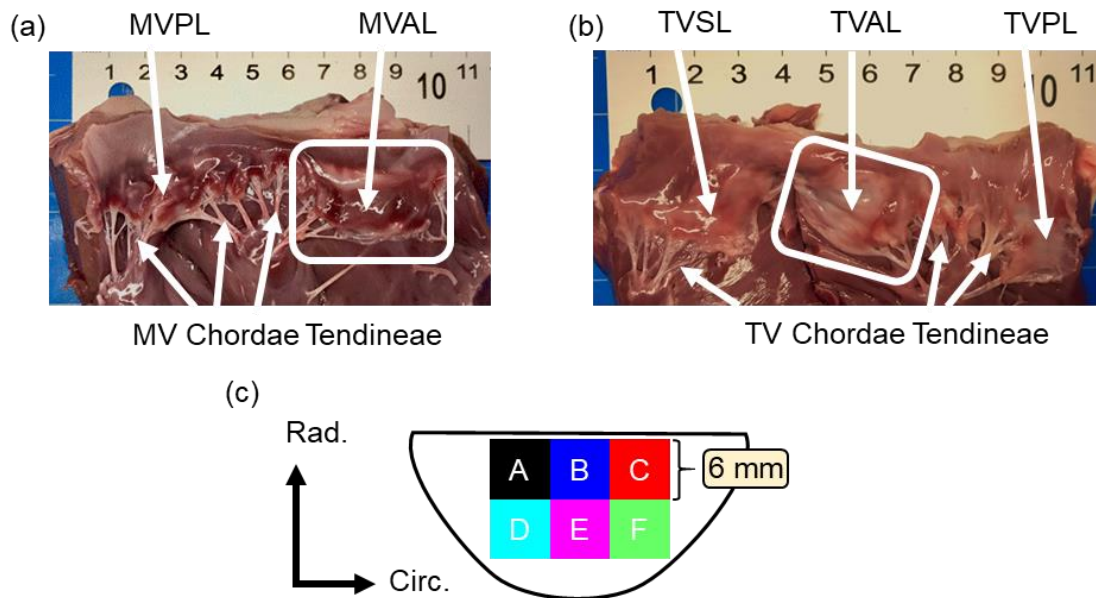 (a)
MVPL MVAL
1 2 3 4 5 6 7 8 9 10 11
MV Chordae Tendineae
(b)
TVSL TVAL TVPL
1 2 3 4 5 6 7 8 9 10 11
TV Chordae Tendineae
(c)
Rad.
Circ.
A B C
6 mm
D E F